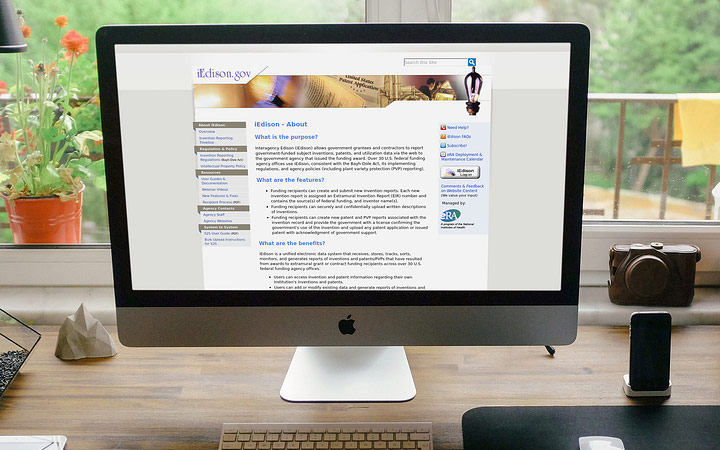 iEdison.gov
Search this Site
United States
Patent Application
About iEdison
Overview
Invention Reporting
Timeline
Regulation & Policy
Invention Reporting
Regulations (Bayh-Dole Act)
Intellectual Property Policy
Resources
User Guides &
Documentation
Webinar Videos
New Features & Fixes
Recipient Process (PDF)
Agency Contacts
Agency Staff
Agency Websites
System to System
S2S User Guide (PDF)
Bulk Upload Instructions
for S2S
iEdison – About
What is the purpose?
Interagency Edison (iEdison) allows government grantees and contractors to report
government-funded subject inventions, patents, and utilization data via the web to
the government agency that issued the funding award. Over 30 U.S. federal funding
agency offices use iEdison, consistent with the Bayh-Dole Act, its implementing
regulations, and agency policies (including plant variety protection (PVP) reporting).
What are the features?
• Funding recipients can create and submit new invention reports. Each new
invention report is assigned an Extramural Invention Report (EIR) number and
contains the source(s) of federal funding, and inventor name(s).
• Funding recipients can securely and confidentially upload written descriptions
of inventions.
• Funding recipients can create new patent and PVP reports associated with the
invention record and provide the government with a license confirming the
government's use of the invention and upload any patent application or issued
patent with acknowledgment of government support.
What are the benefits?
iEdison is a unified electronic data system that receives, stores, tracks, sorts,
monitors, and generates reports of inventions and patents/PVPs that have resulted
from awards to extramural grant or contract funding recipients across over 30 U.S.
federal funding agency offices.
• Users can access invention and patent information regarding their own
institution's inventions and patents.
• Users can add or modify existing data and generate reports of inventions and
Need Help?
iEdison FAQs
Subscribe!
eRA Deployment &
Maintenance Calendar
iEdison
Log on
Comments & Feedback
on Website Content
(We value your input)
Managed by:
eRA
A program of the National
Institutes of Health